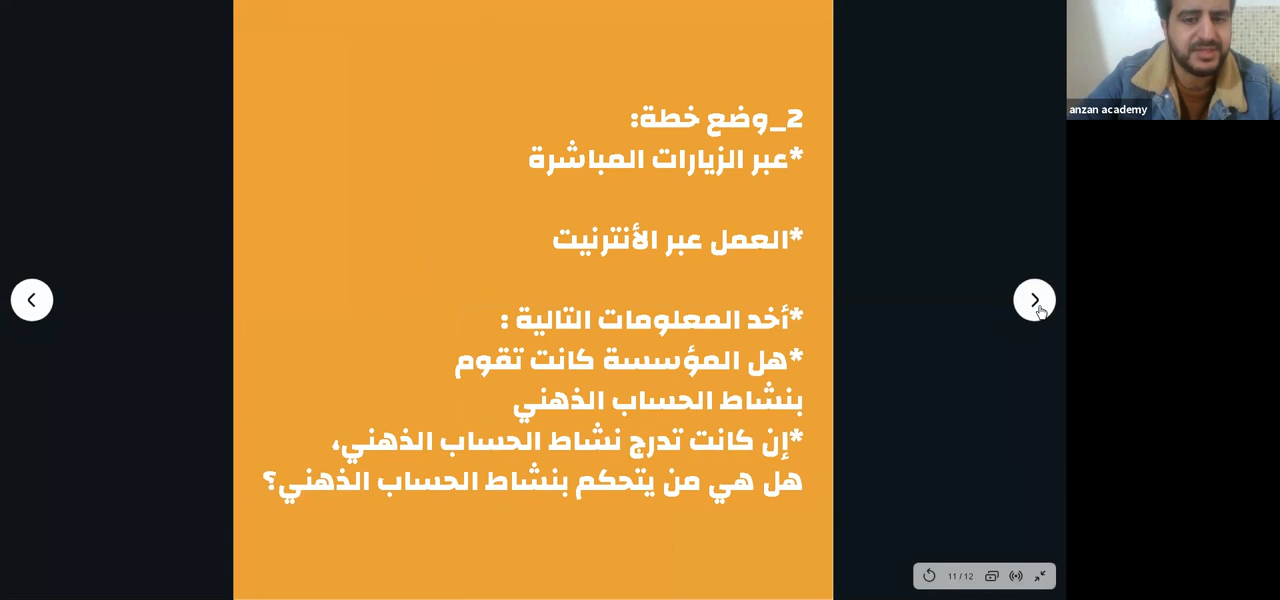 2_وضع خطة:
*عبر الزيارات المباشرة
*العمل عبر الأنترنيت
*أخد المعلومات التالية :
*هل المؤسسة كانت تقوم
بنشاط الحساب الذهني
*إن كانت تدرج نشاط الحساب الذهني،
هل هي من يتحكم بنشاط الحساب الذهني؟
anzan academy
11/12